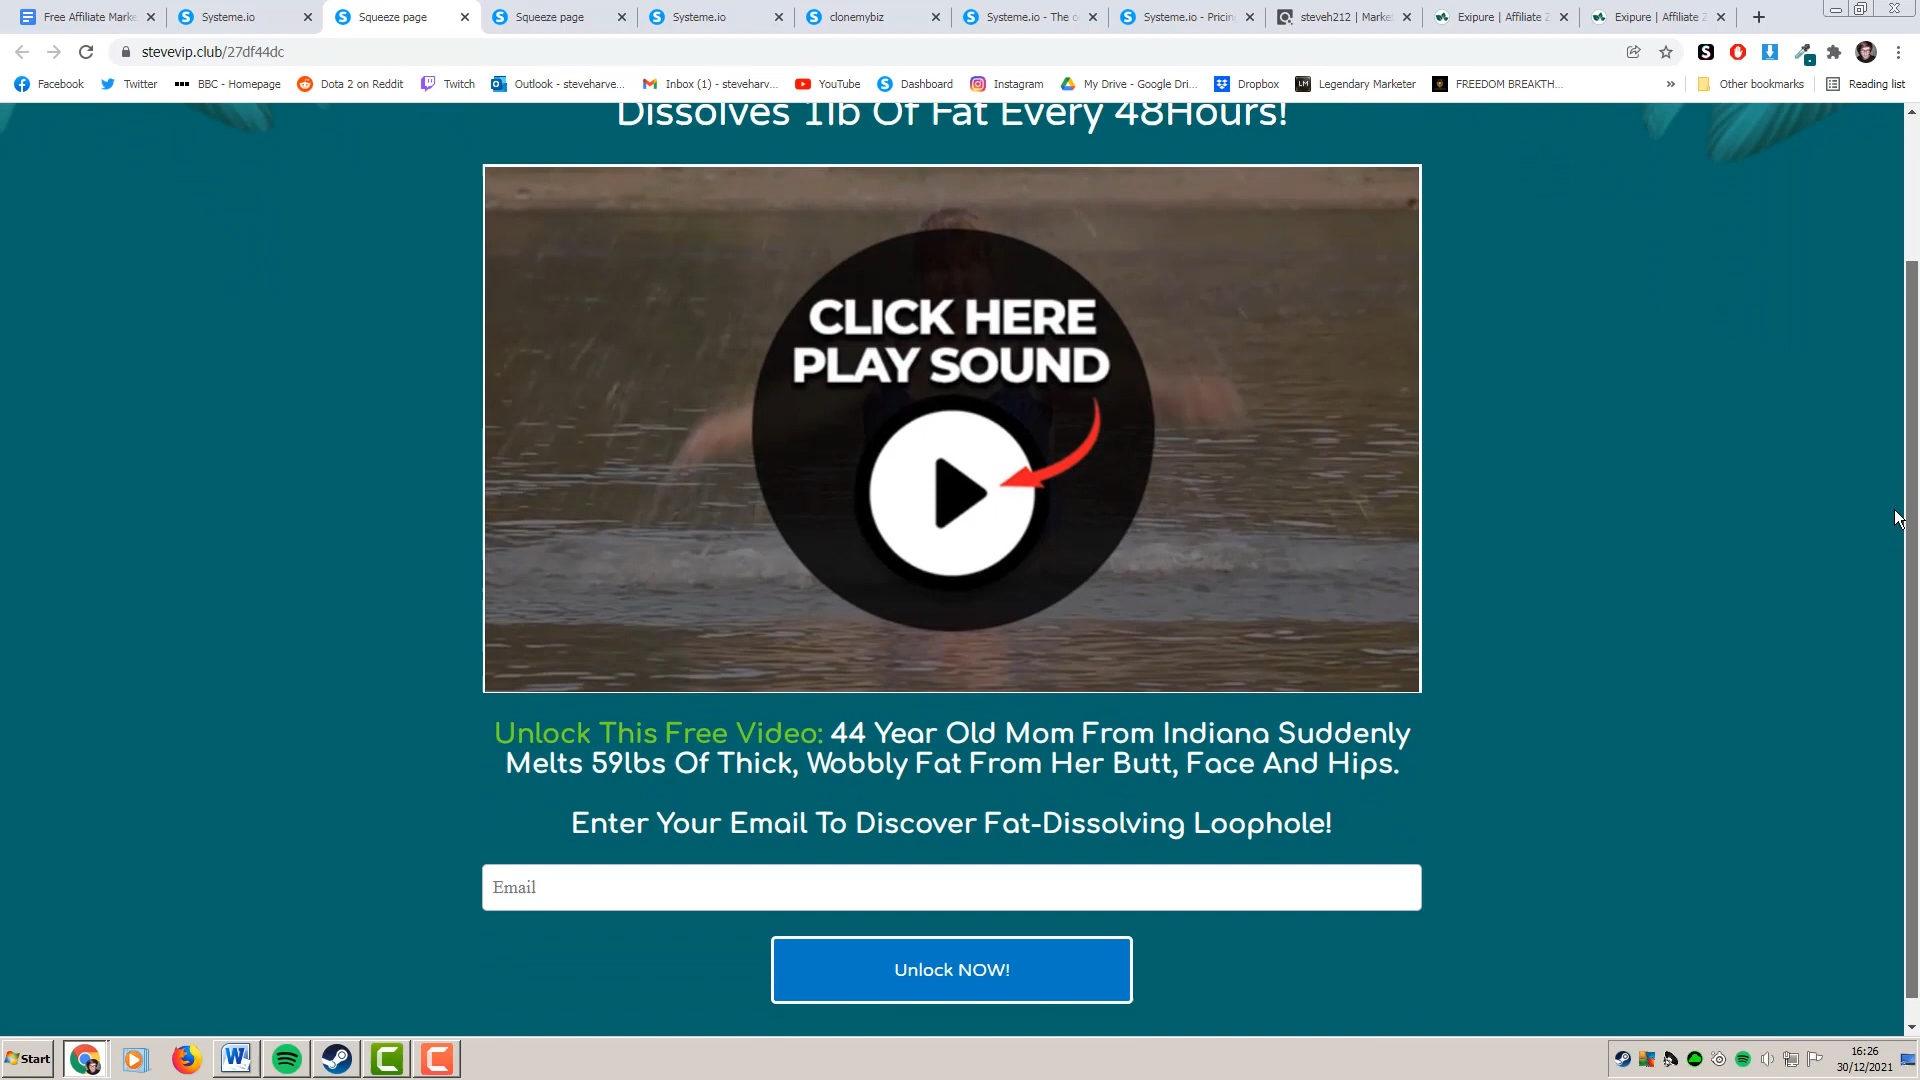 Free Affiliate Marke
Systeme.io
Squeeze page
Squeeze page
Systeme.io
clonemybiz
Systeme.io - The o
Systeme.io - Pricing
steveh212 | Marke
Exipure | Affiliate
Exipure | Affiliate
stevevip.club/27df44dc
Facebook
Twitter
BBC - Homepage
Dota 2 on Reddit
Twitch
Outlook - steveharve...
Inbox (1) - steveharv...
YouTube
Dashboard
Instagram
My Drive - Google Dri...
Dropbox
LM
Legendary Marketer
FREEDOM BREAKTH...
»
Other bookmarks
Reading list
Dissolves 1lb Of Fat Every 48Hours!
CLICK HERE
PLAY SOUND
Unlock This Free Video: 44 Year Old Mom From Indiana Suddenly
Melts 59lbs Of Thick, Wobbly Fat From Her Butt, Face And Hips.
Enter Your Email To Discover Fat-Dissolving Loophole!
Email
Unlock NOW!
Start
16:26
30/12/2021